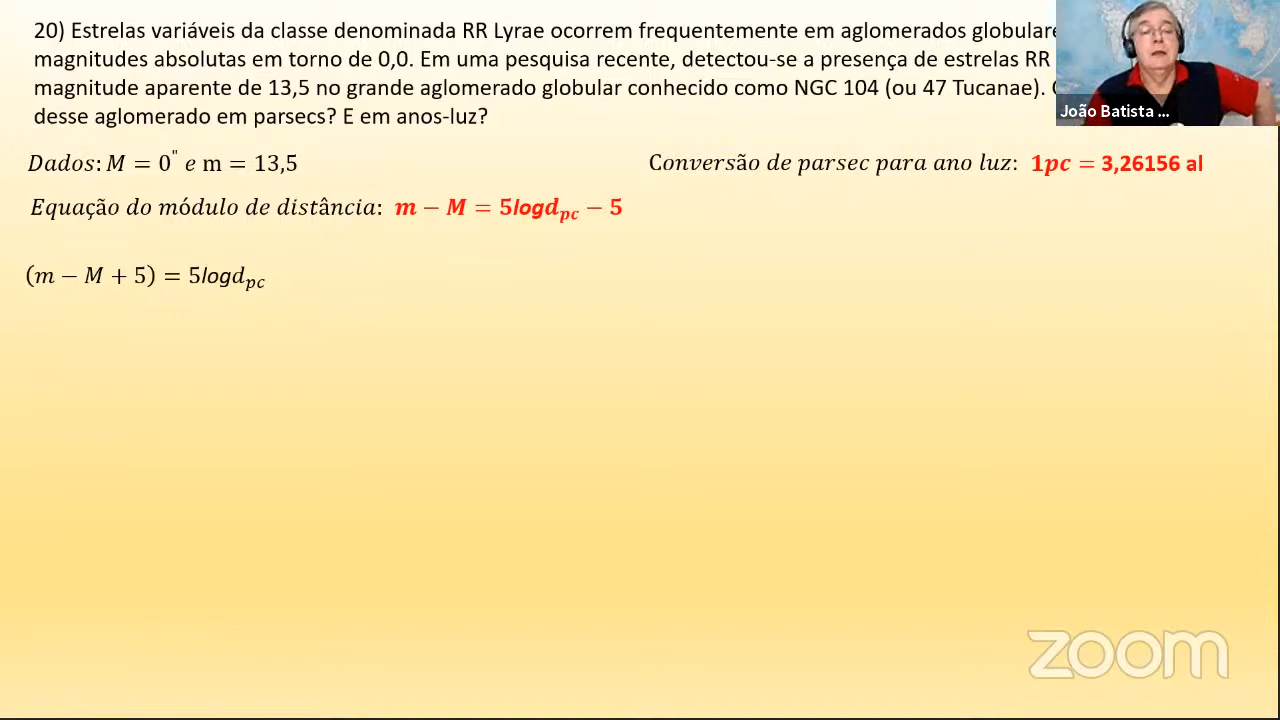 20) Estrelas variáveis da classe denominada RR Lyrae ocorrem frequentemente em aglomerados globulare
magnitudes absolutas em torno de 0,0. Em uma pesquisa recente, detectou-se a presença de estrelas RR
magnitude aparente de 13,5 no grande aglomerado globular conhecido como NGC 104 (ou 47 Tucanae).
desse aglomerado em parsecs? E em anos-luz?
João Batista ...
Dados: M = 0" e m = 13,5
Conversão de parsec para ano luz: 1pc = 3,26156 al
Equação do módulo de distância: m − M = 5logd_pc − 5
(m − M + 5) = 5logd_pc
zoom